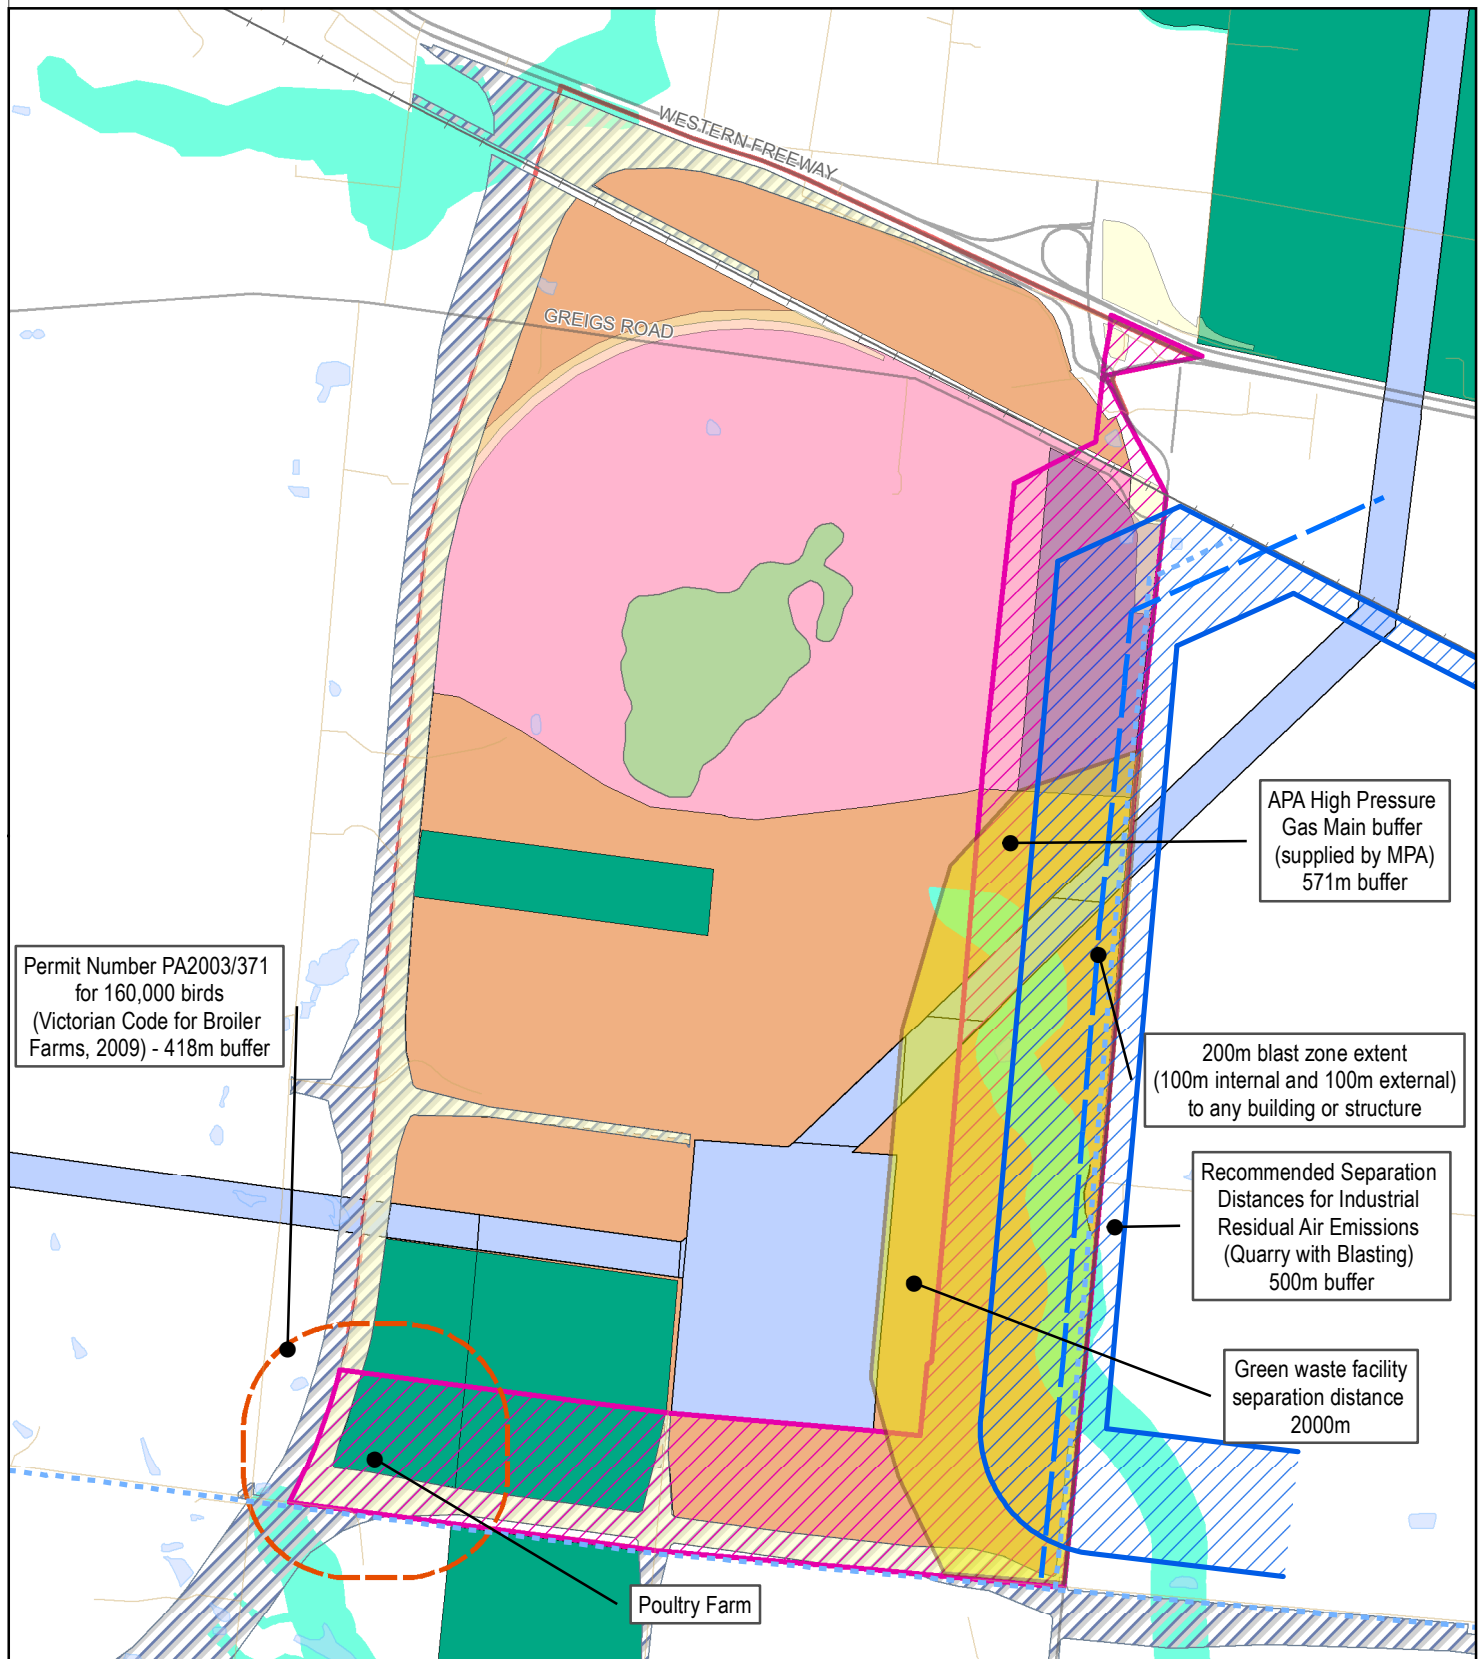 WESTERN FREEWAY
GREIGS ROAD
APA High Pressure
Gas Main buffer
(supplied by MPA)
571m buffer
Permit Number PA2003/371
for 160,000 birds
(Victorian Code for Broiler
Farms, 2009) - 418m buffer
200m blast zone extent
(100m internal and 100m external)
to any building or structure
Recommended Separation
Distances for Industrial
Residual Air Emissions
(Quarry with Blasting)
500m buffer
Green waste facility
separation distance
2000m
Poultry Farm